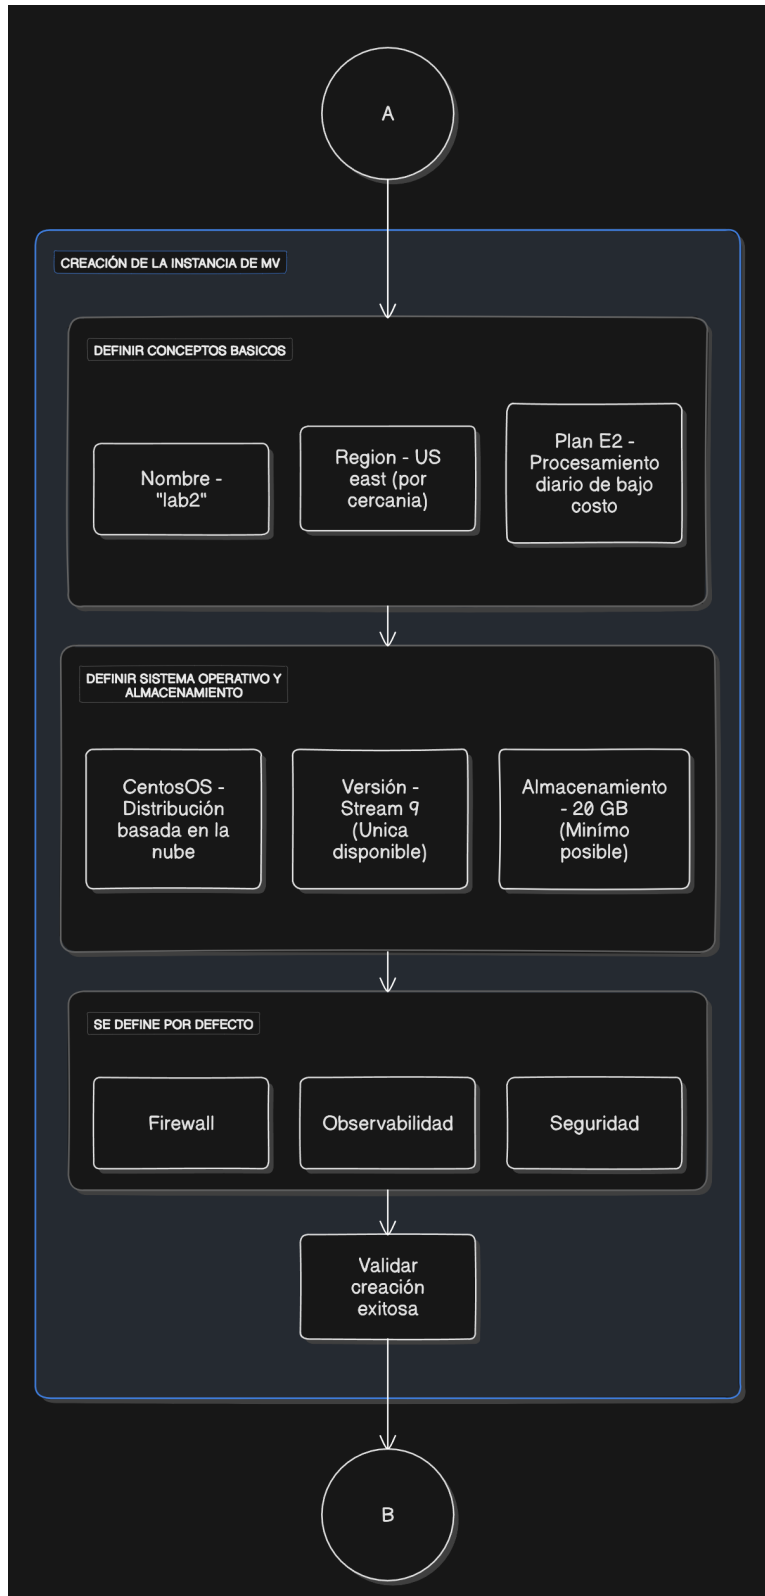 A
CREACIÓN DE LA INSTANCIA DE MV
DEFINIR CONCEPTOS BASICOS
Nombre -
"lab2"
Region - US
east (por
cercania)
Plan E2 -
Procesamiento
diario de bajo
costo
DEFINIR SISTEMA OPERATIVO Y
ALMACENAMIENTO
CentosOS -
Distribución
basada en la
nube
Versión -
Stream 9
(Unica
disponible)
Almacenamiento
- 20 GB
(Minímo
posible)
SE DEFINE POR DEFECTO
Firewall
Observabilidad
Seguridad
Validar
creación
exitosa
B